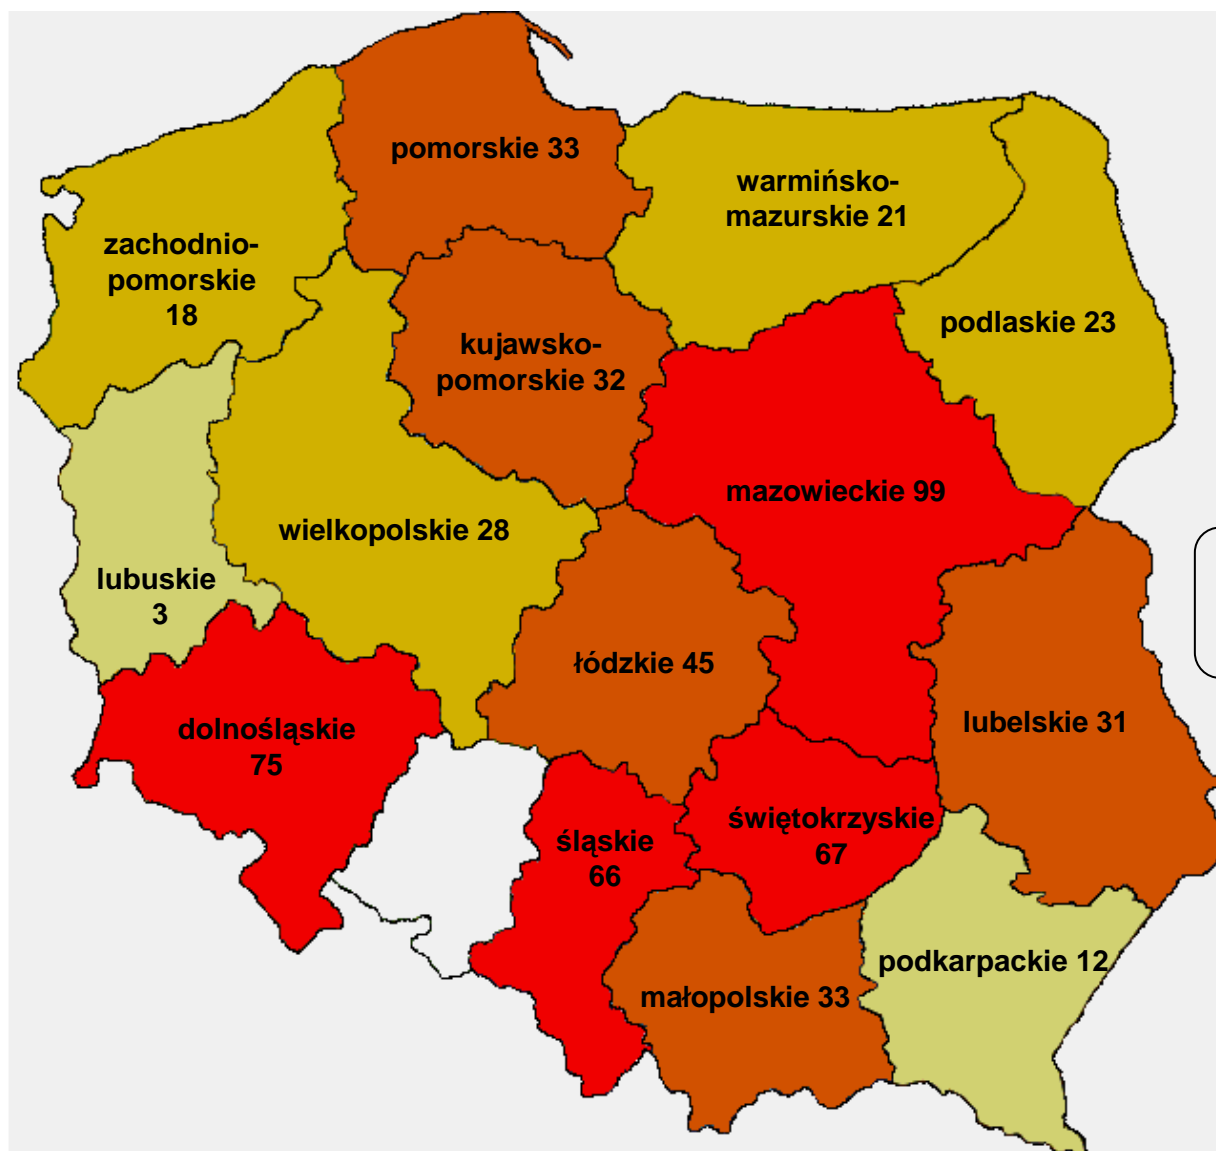 pomorskie 33
warmińsko-
mazurskie 21
zachodnio-
pomorskie
18
podlaskie 23
kujawsko-
pomorskie 32
mazowieckie 99
wielkopolskie 28
lubuskie
3
łódzkie 45
lubelskie 31
dolnośląskie
75
świętokrzyskie
67
śląskie
66
podkarpackie 12
małopolskie 33